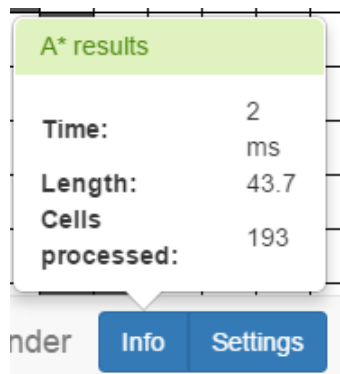 A* results
Time: 2
ms
Length: 43.7
Cells
processed: 193
nder Info Settings